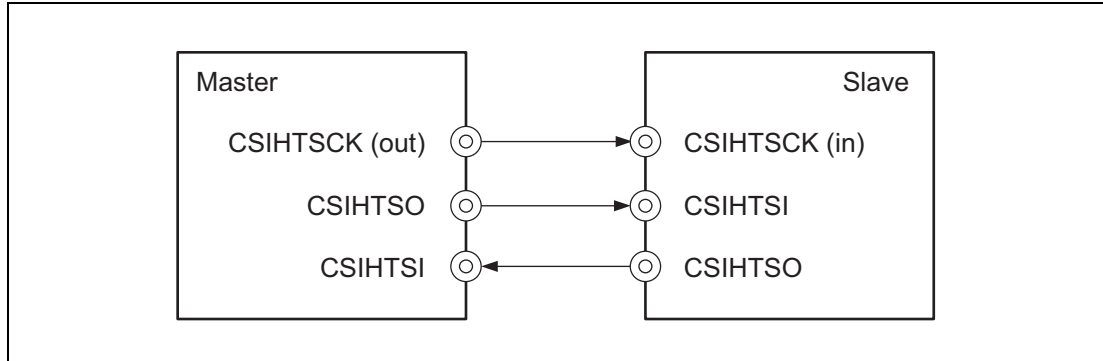 Master
Slave
CSIHTSCK (out)
CSIHTSCK (in)
CSIHTSO
CSIHTSI
CSIHTSI
CSIHTSO